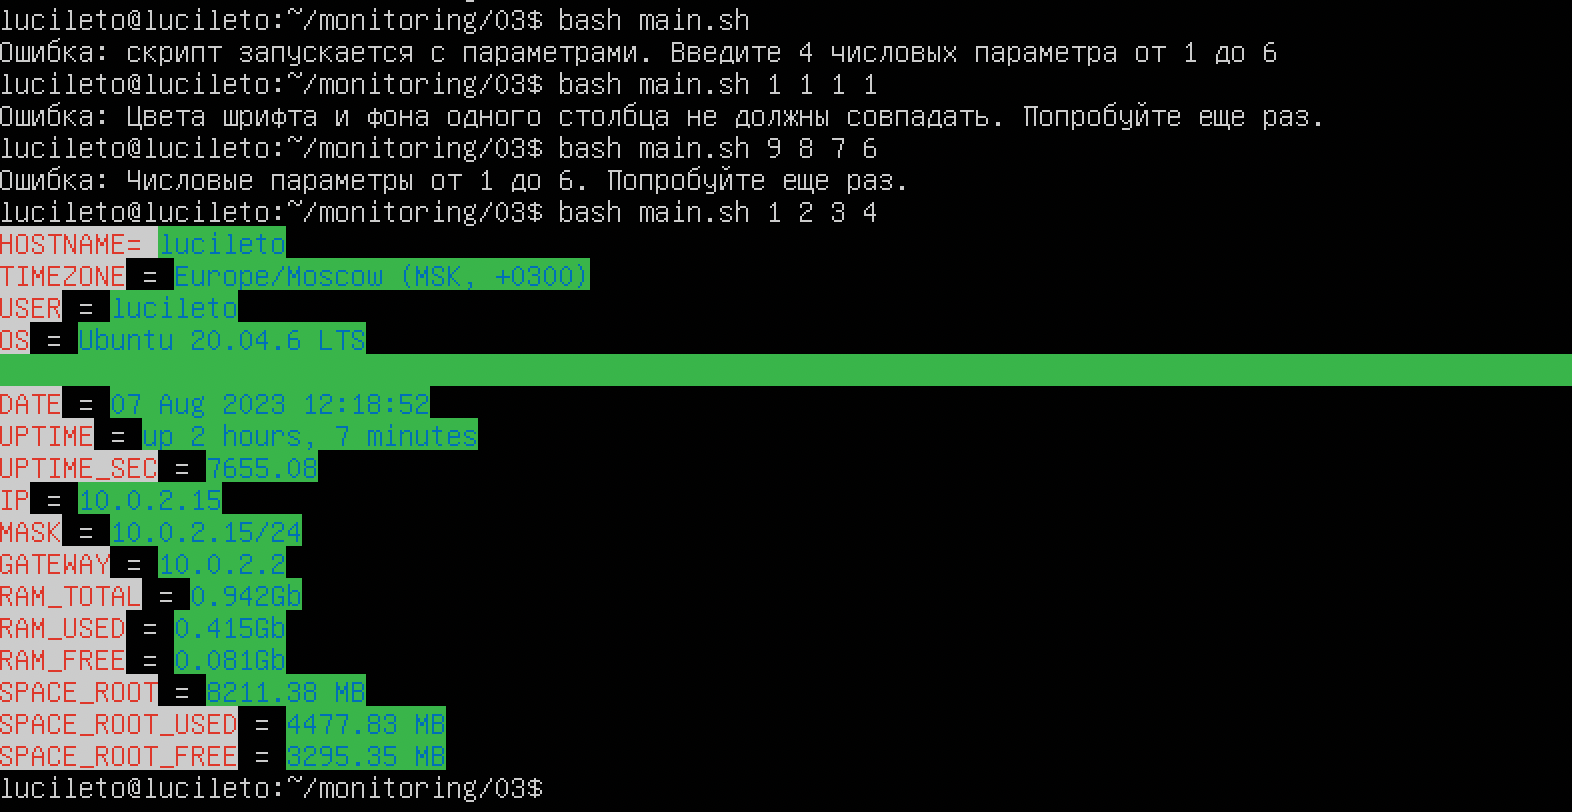 lucileto@lucileto:~/monitoring/03$ bash main.sh
Ошибка: скрипт запускается с параметрами. Введите 4 числовых параметра от 1 до 6
lucileto@lucileto:~/monitoring/03$ bash main.sh 1 1 1 1
Ошибка: Цвета шрифта и фона одного столбца не должны совпадать. Попробуйте еще раз.
lucileto@lucileto:~/monitoring/03$ bash main.sh 9 8 7 6
Ошибка: Числовые параметры от 1 до 6. Попробуйте еще раз.
lucileto@lucileto:~/monitoring/03$ bash main.sh 1 2 3 4
HOSTNAME= lucileto
TIMEZONE = Europe/Moscow (MSK, +0300)
USER = lucileto
OS = Ubuntu 20.04.6 LTS
DATE = 07 Aug 2023 12:18:52
UPTIME = up 2 hours, 7 minutes
UPTIME_SEC = 7655.08
IP = 10.0.2.15
MASK = 10.0.2.15/24
GATEWAY = 10.0.2.2
RAM_TOTAL = 0.942Gb
RAM_USED = 0.415Gb
RAM_FREE = 0.081Gb
SPACE_ROOT = 8211.38 MB
SPACE_ROOT_USED = 4477.83 MB
SPACE_ROOT_FREE = 3295.35 MB
lucileto@lucileto:~/monitoring/03$